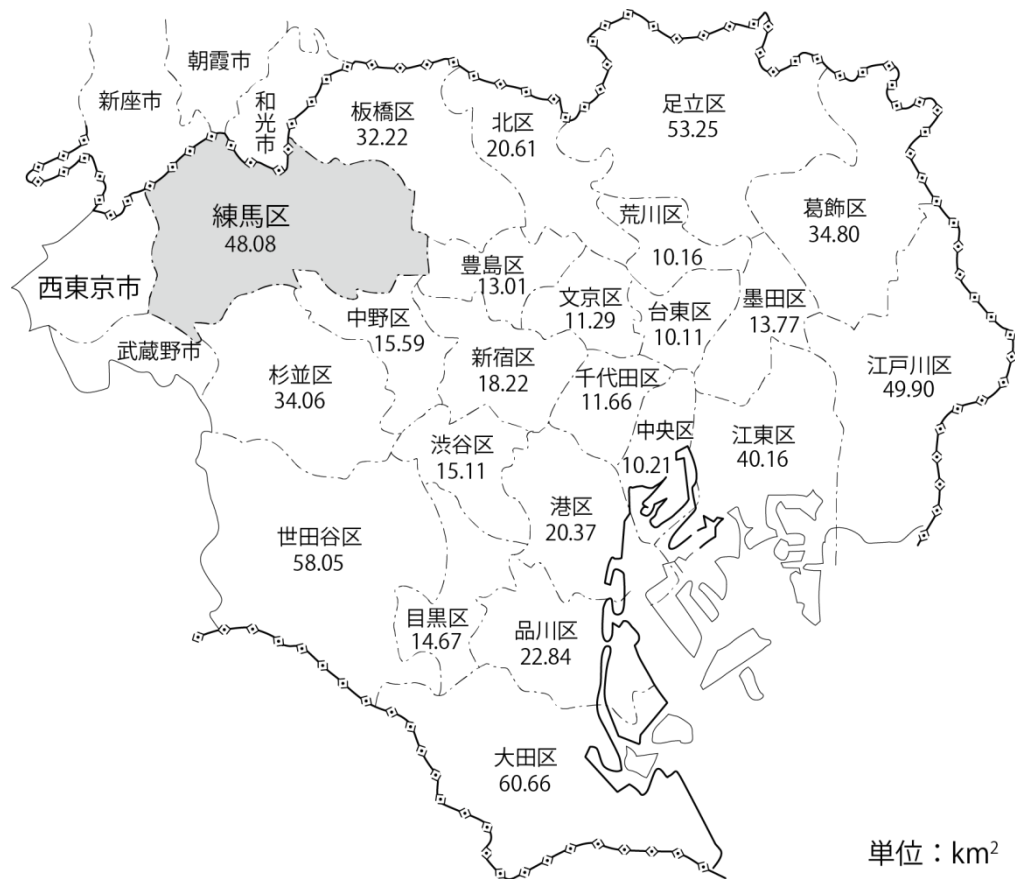 朝霞市
新座市
和光市
板橋区
32.22
北区
20.61
足立区
53.25
練馬区
48.08
荒川区
10.16
葛飾区
34.80
豊島区
13.01
西東京市
文京区
11.29
台東区
10.11
墨田区
13.77
中野区
15.59
武蔵野市
杉並区
34.06
新宿区
18.22
千代田区
11.66
江戸川区
49.90
渋谷区
15.11
中央区
10.21
江東区
40.16
港区
20.37
世田谷区
58.05
目黒区
14.67
品川区
22.84
大田区
60.66
単位：km²